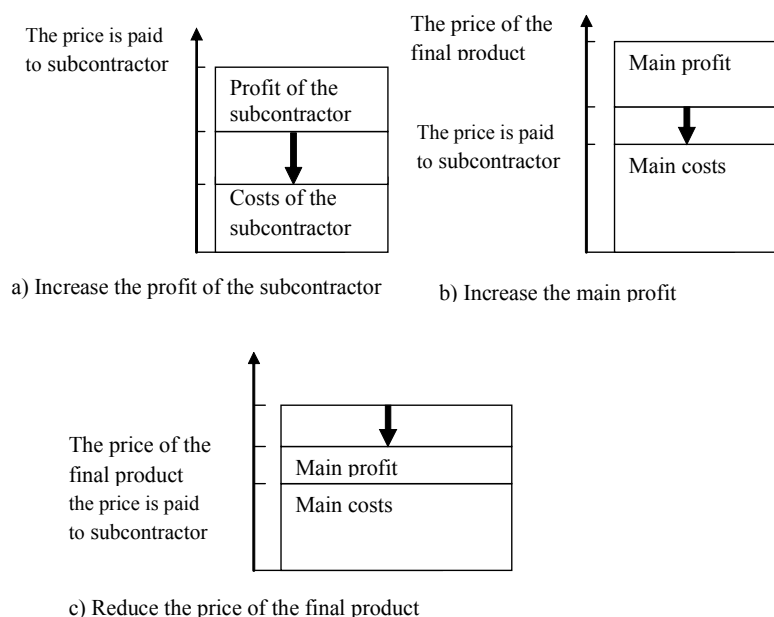 The price is paid
to subcontractor
Profit of the
subcontractor
Costs of the
subcontractor
a) Increase the profit of the subcontractor
The price of the
final product
Main profit
The price is paid
to subcontractor
Main costs
b) Increase the main profit
The price of the
final product
the price is paid
to subcontractor
Main profit
Main costs
c) Reduce the price of the final product